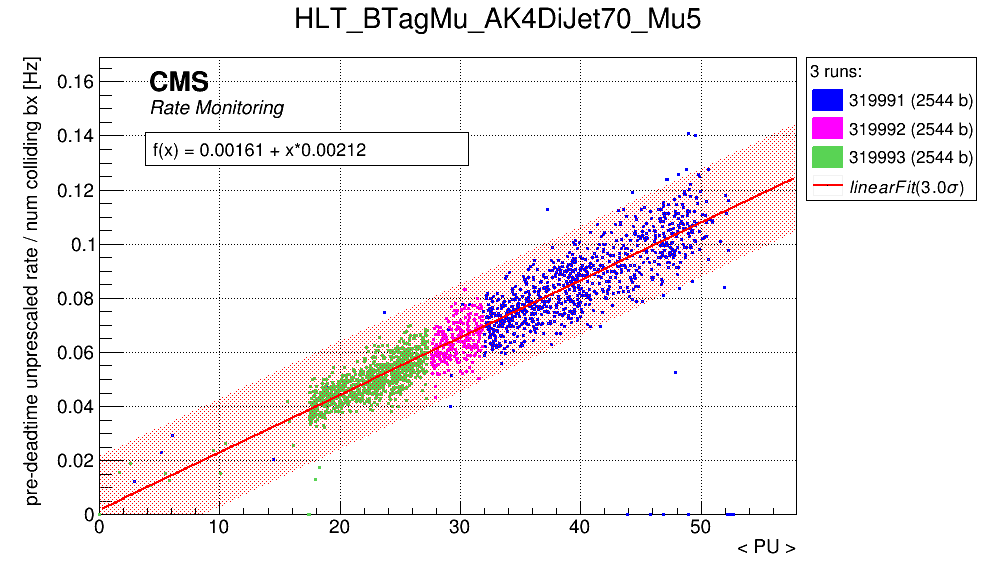 HLT_BTagMu_AK4DiJet70_Mu5
pre-deadtime unprescaled rate / num colliding bx [Hz]
0.16
0.14
0.12
0.1
0.08
0.06
0.04
0.02
0
CMS
Rate Monitoring
f(x) = 0.00161 + x*0.00212
3 runs:
319991 (2544 b)
319992 (2544 b)
319993 (2544 b)
linearFit(3.0σ)
0 10 20 30 40 50
< PU >